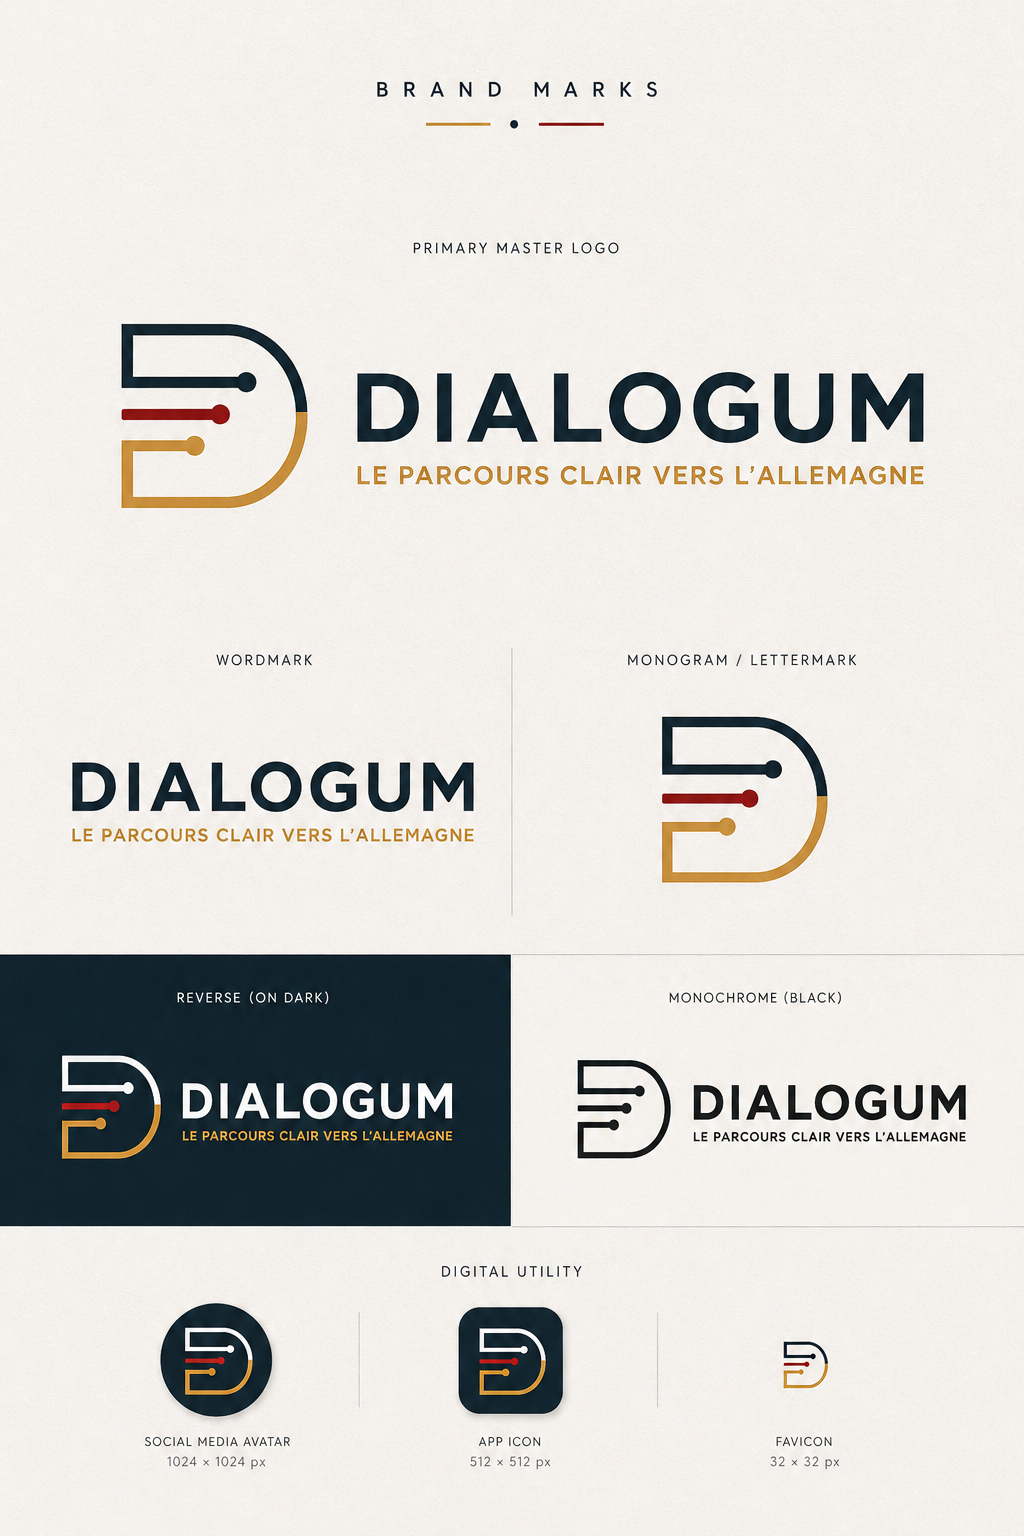 BRAND MARKS
PRIMARY MASTER LOGO
DIALOGUM
LE PARCOURS CLAIR VERS L'ALLEMAGNE
WORDMARK
DIALOGUM
LE PARCOURS CLAIR VERS L'ALLEMAGNE
MONOGRAM / LETTERMARK
REVERSE (ON DARK)
DIALOGUM
LE PARCOURS CLAIR VERS L'ALLEMAGNE
MONOCHROME (BLACK)
DIALOGUM
LE PARCOURS CLAIR VERS L'ALLEMAGNE
DIGITAL UTILITY
SOCIAL MEDIA AVATAR
1024 × 1024 px
APP ICON
512 × 512 px
FAVICON
32 × 32 px